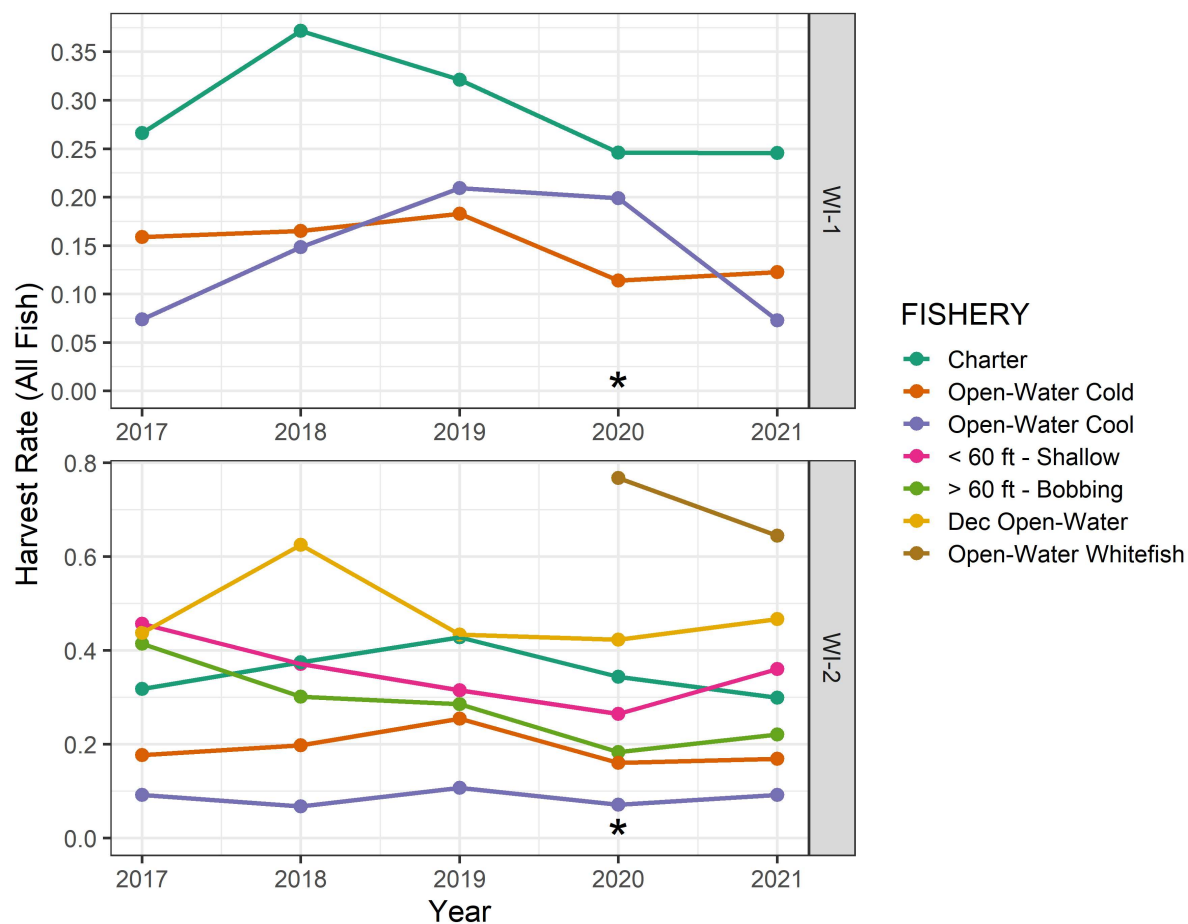 Harvest Rate (All Fish)
0.35
0.30
0.25
0.20
0.15
0.10
0.05
0.00
*
2017 2018 2019 2020 2021
WI-1
0.8
0.6
0.4
0.2
0.0
*
2017 2018 2019 2020 2021
WI-2
Year
FISHERY
Charter
Open-Water Cold
Open-Water Cool
< 60 ft - Shallow
> 60 ft - Bobbing
Dec Open-Water
Open-Water Whitefish